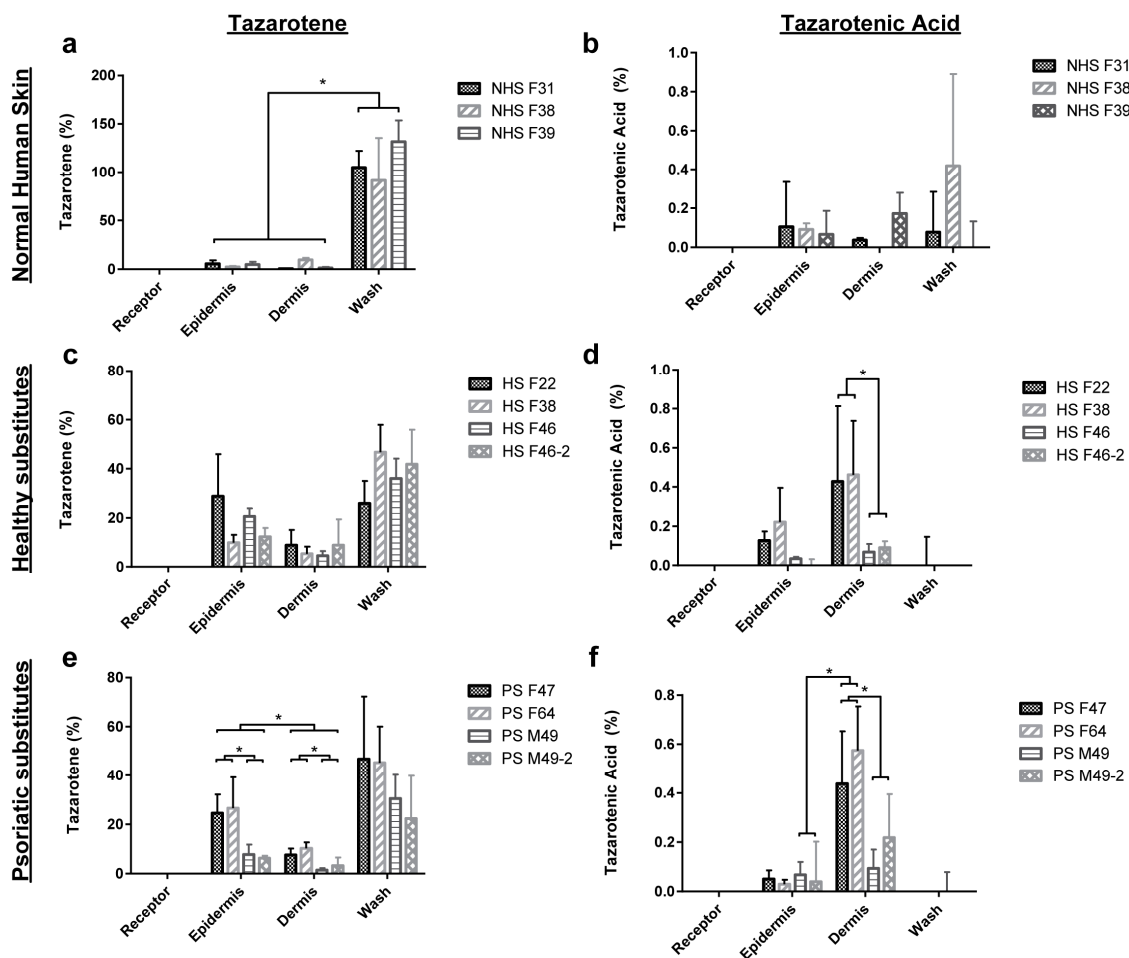 Tazarotene
Tazarotenic Acid
Normal Human Skin
a
Tazarotene (%)
200
150
100
50
0
Receptor
Epidermis
Dermis
Wash
*
NHS F31
NHS F38
NHS F39
b
Tazarotenic Acid (%)
1.0
0.8
0.6
0.4
0.2
0.0
Receptor
Epidermis
Dermis
Wash
NHS F31
NHS F38
NHS F39
Healthy substitutes
c
Tazarotene (%)
80
60
40
20
0
Receptor
Epidermis
Dermis
Wash
HS F22
HS F38
HS F46
HS F46-2
d
Tazarotenic Acid (%)
1.0
0.8
0.6
0.4
0.2
0.0
Receptor
Epidermis
Dermis
Wash
*
HS F22
HS F38
HS F46
HS F46-2
Psoriatic substitutes
e
Tazarotene (%)
80
60
40
20
0
Receptor
Epidermis
Dermis
Wash
*
*
*
PS F47
PS F64
PS M49
PS M49-2
f
Tazarotenic Acid (%)
0.8
0.6
0.4
0.2
0.0
Receptor
Epidermis
Dermis
Wash
*
*
PS F47
PS F64
PS M49
PS M49-2